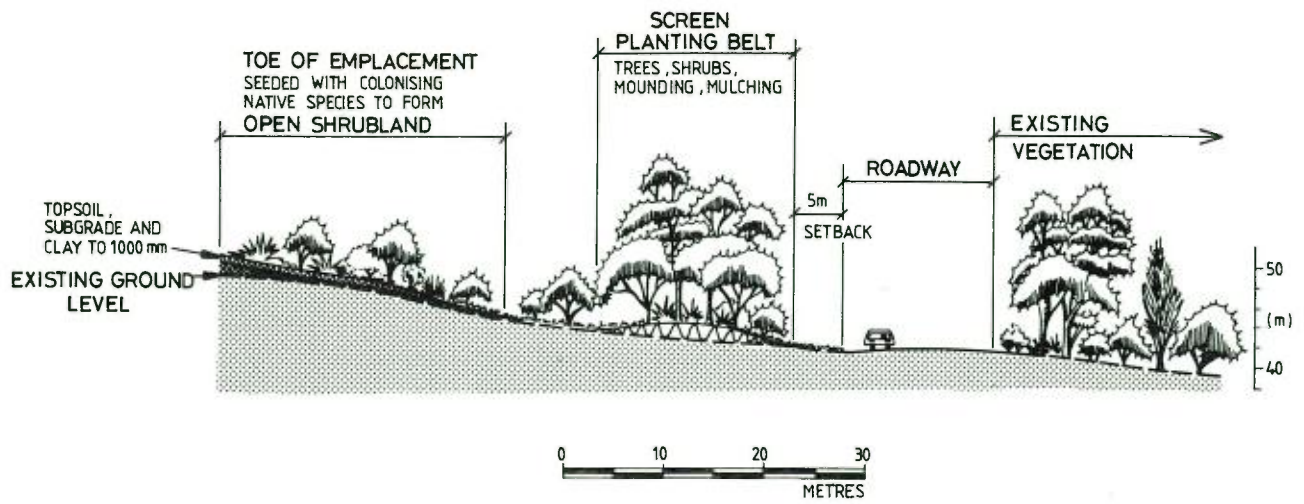 TOE OF EMPLACEMENT
SEEDED WITH COLONISING
NATIVE SPECIES TO FORM
OPEN SHRUBLAND
SCREEN
PLANTING BELT
TREES, SHRUBS,
MOUNDING, MULCHING
5m
SETBACK
ROADWAY
EXISTING
VEGETATION
TOPSOIL,
SUBGRADE AND
CLAY TO 1000 mm
EXISTING GROUND
LEVEL
50
(m)
40
0 10 20 30
METRES